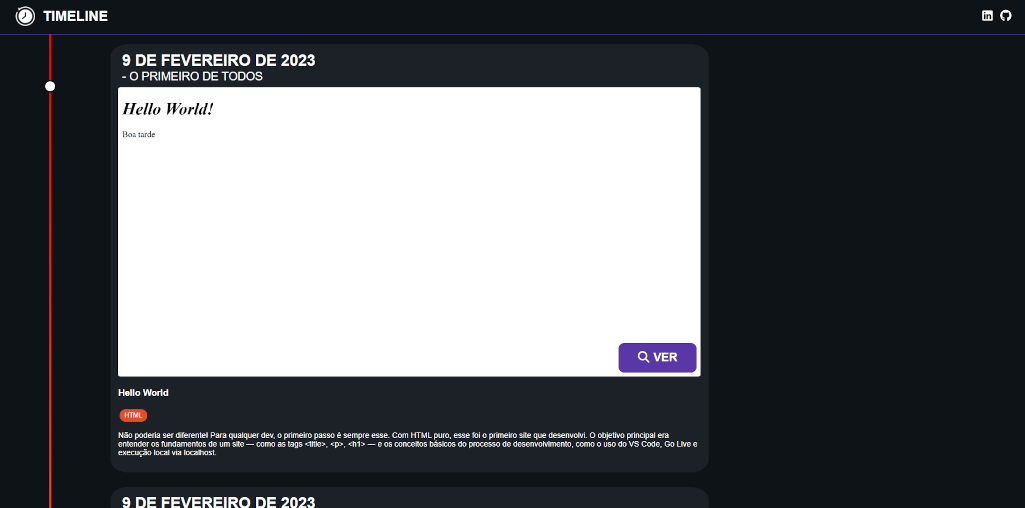 TIMELINE
9 DE FEVEREIRO DE 2023
- O PRIMEIRO DE TODOS
Hello World!
Boa tarde
VER
Hello World
HTML
Não poderia ser diferente! Para qualquer dev, o primeiro passo é sempre esse. Com HTML puro, esse foi o primeiro site que desenvolvi. O objetivo principal era
entender os fundamentos de um site — como as tags <title>, <p>, <h1> — e os conceitos básicos do processo de desenvolvimento, como o uso do VS Code, Go Live e
execução local via localhost.
9 DE FEVEREIRO DE 2023